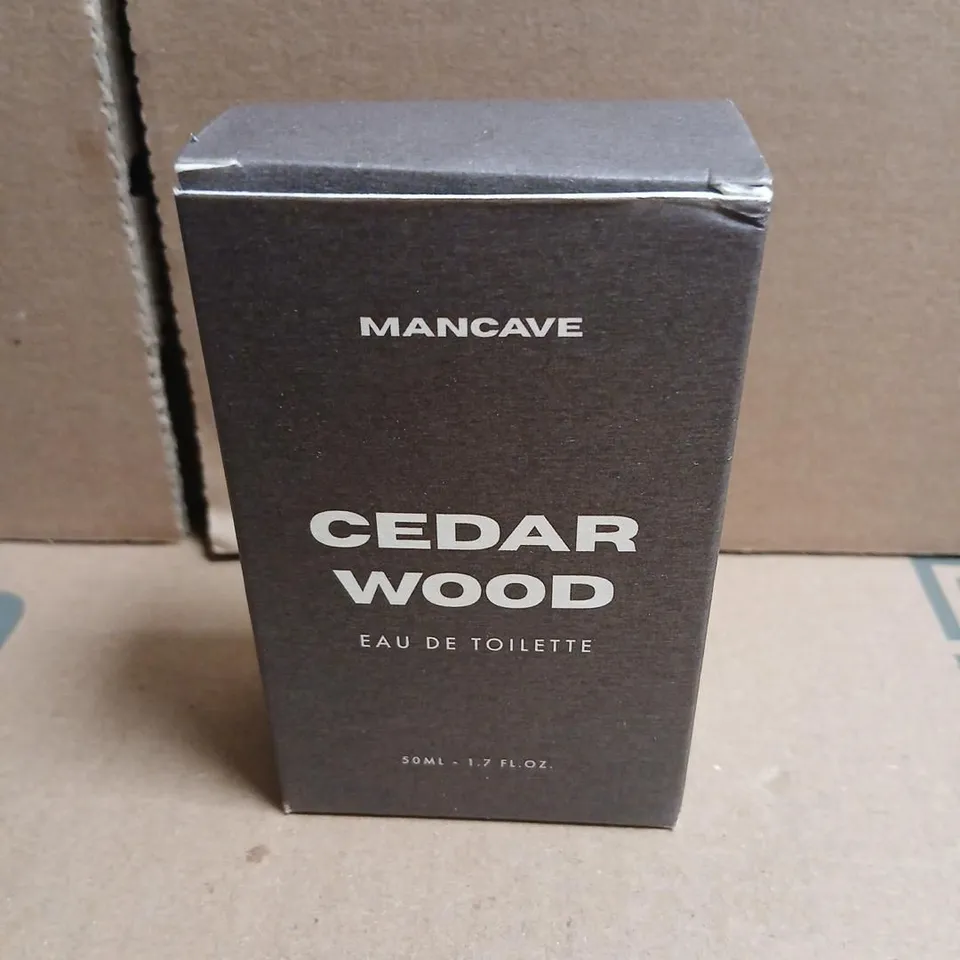 MANCAVE
CEDAR
WOOD
EAU DE TOILETTE
50ML - 1.7 FL.OZ.